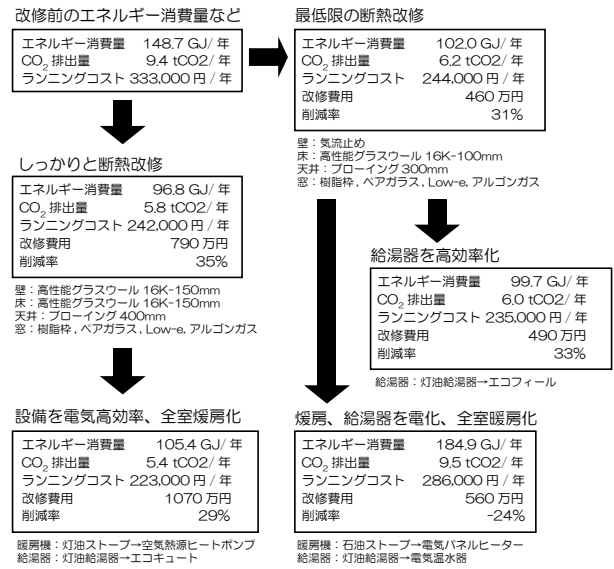 改修前のエネルギー消費量など
エネルギー消費量 148.7 GJ/ 年
CO2 排出量 9.4 tCO2/ 年
ランニングコスト 333,000 円 / 年
最低限の断熱改修
エネルギー消費量 102.0 GJ/ 年
CO2 排出量 6.2 tCO2/ 年
ランニングコスト 244,000 円 / 年
改修費用 460 万円
削減率 31%
壁:気流止め
床:高性能グラスウール 16K-100mm
天井:ブローイング 300mm
窓:樹脂枠,ペアガラス,Low-e,アルゴンガス
しっかりと断熱改修
エネルギー消費量 96.8 GJ/ 年
CO2 排出量 5.8 tCO2/ 年
ランニングコスト 242,000 円 / 年
改修費用 790 万円
削減率 35%
壁:高性能グラスウール 16K-150mm
床:高性能グラスウール 16K-150mm
天井:ブローイング 400mm
窓:樹脂枠,ペアガラス,Low-e,アルゴンガス
給湯器を高効率化
エネルギー消費量 99.7 GJ/ 年
CO2 排出量 6.0 tCO2/ 年
ランニングコスト 235,000 円 / 年
改修費用 490 万円
削減率 33%
給湯器:灯油給湯器→エコフィール
設備を電気高効率、全室煖房化
エネルギー消費量 105.4 GJ/ 年
CO2 排出量 5.4 tCO2/ 年
ランニングコスト 223,000 円 / 年
改修費用 1070 万円
削減率 29%
暖房機:灯油ストーブ→空気熱源ヒートポンプ
給湯器:灯油給湯器→エコキュート
煖房、給湯器を電化、全室暖房化
エネルギー消費量 184.9 GJ/ 年
CO2 排出量 9.5 tCO2/ 年
ランニングコスト 286,000 円 / 年
改修費用 560 万円
削減率 -24%
暖房機:石油ストーブ→電気パネルヒーター
給湯器:灯油給湯器→電気温水器